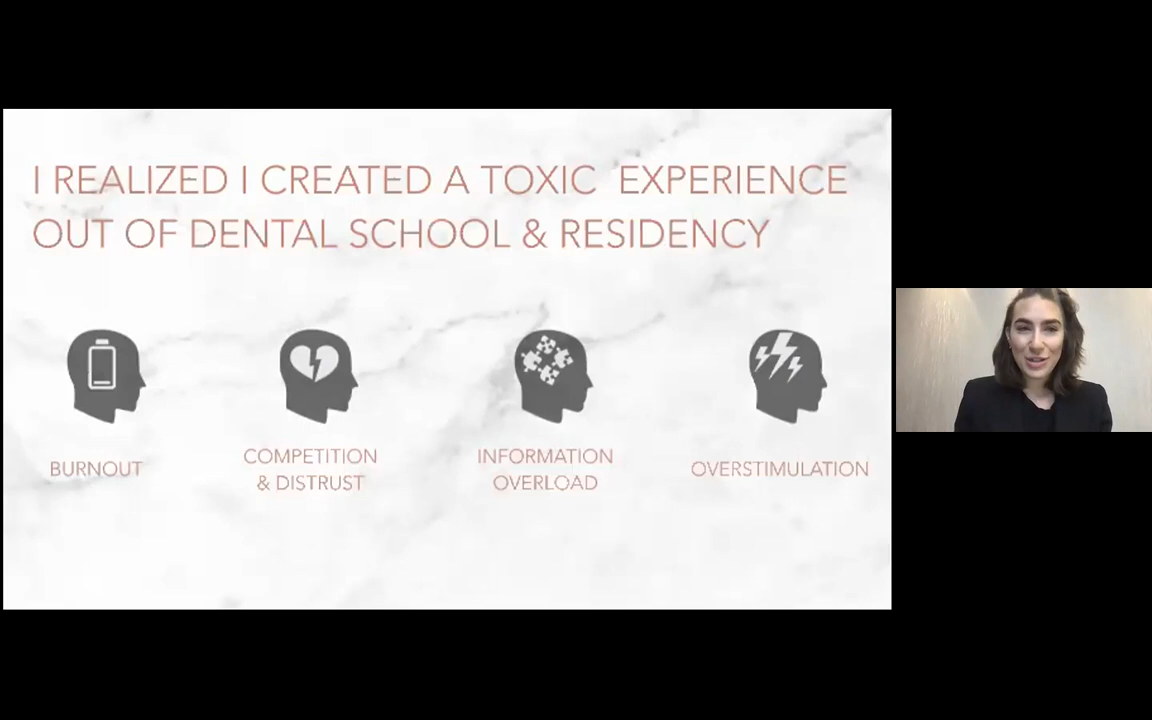 I REALIZED I CREATED A TOXIC EXPERIENCE
OUT OF DENTAL SCHOOL & RESIDENCY
BURNOUT
COMPETITION
& DISTRUST
INFORMATION
OVERLOAD
OVERSTIMULATION